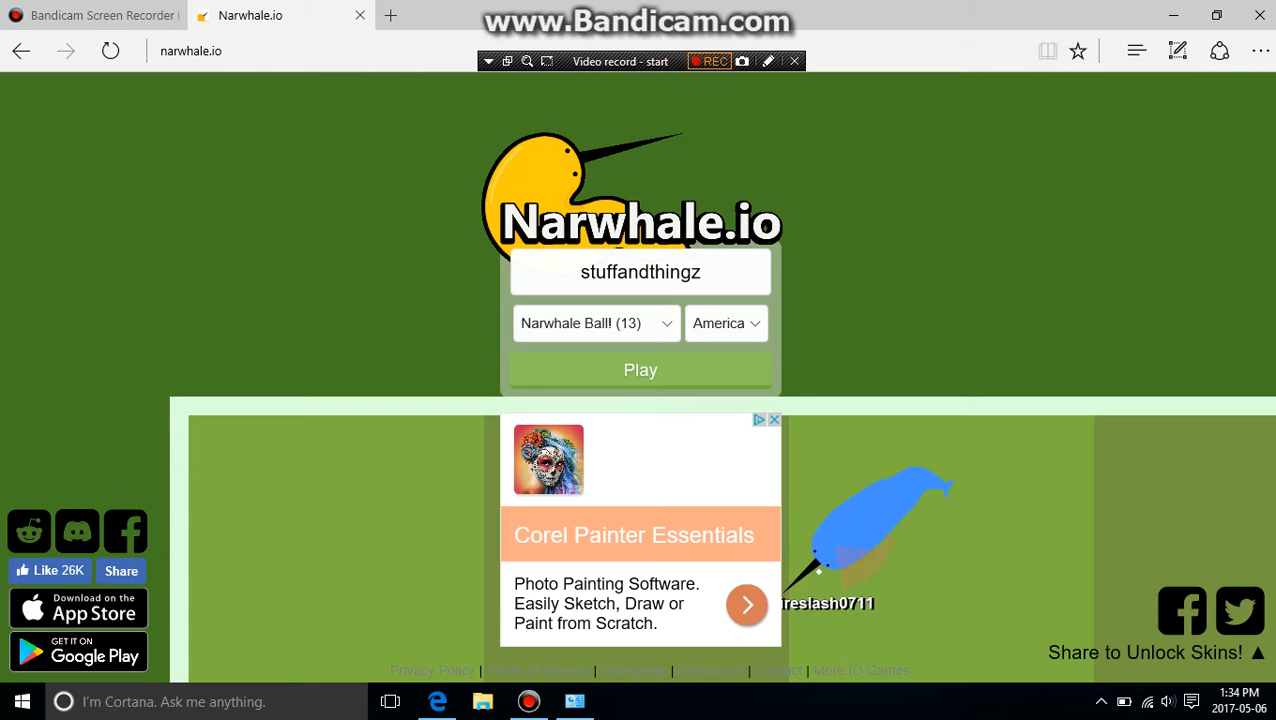 www.Bandicam.com
Bandicam Screen Recorder
Narwhale.io
narwhale.io
Video record - start
REC
Narwhale.io
stuffandthingz
Narwhale Ball! (13)
America
Play
Corel Painter Essentials
Photo Painting Software.
Easily Sketch, Draw or
Paint from Scratch.
ireslash0711
Like 26K
Share
Download on the
App Store
GET IT ON
Google Play
Share to Unlock Skins! ▲
Privacy Policy | | | | | More IO Games
I'm Cortana. Ask me anything.
1:34 PM
2017-05-06